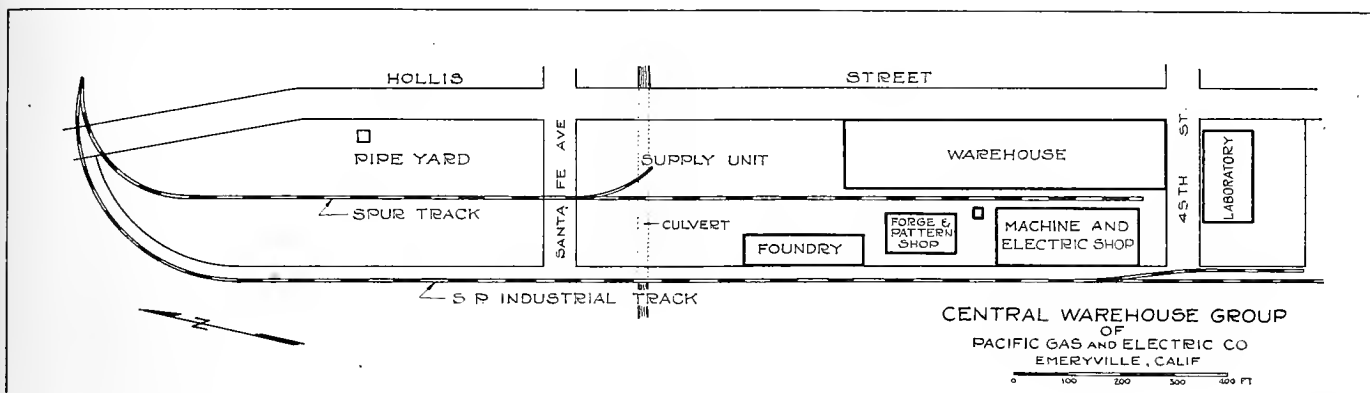 HOLLIS STREET
SANTA FE AVE
45TH ST.
PIPE YARD
SUPPLY UNIT
WAREHOUSE
LABORATORY
SPUR TRACK
CULVERT
FORGE &
PATTERN
SHOP
MACHINE AND
ELECTRIC SHOP
FOUNDRY
S P INDUSTRIAL TRACK
N
CENTRAL WAREHOUSE GROUP
OF
PACIFIC GAS AND ELECTRIC CO
EMERYVILLE, CALIF
0 100 200 300 400 FT